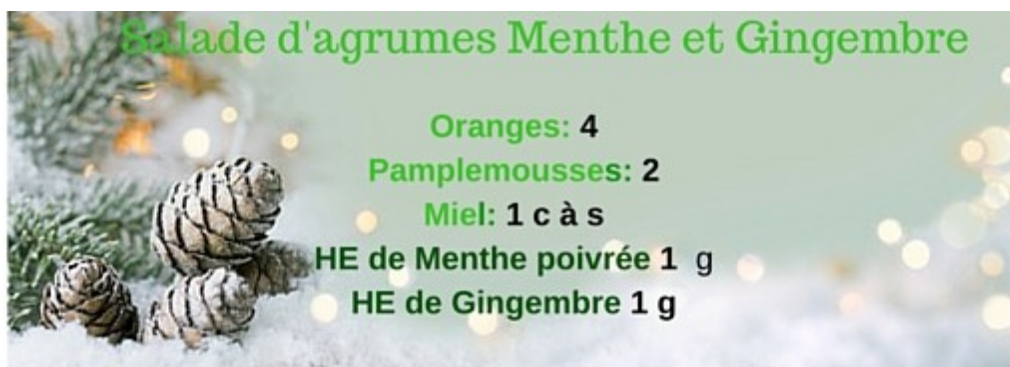 Salade d'agrumes Menthe et Gingembre
Oranges: 4
Pamplemousses: 2
Miel: 1 c à s
HE de Menthe poivrée 1 g
HE de Gingembre 1 g